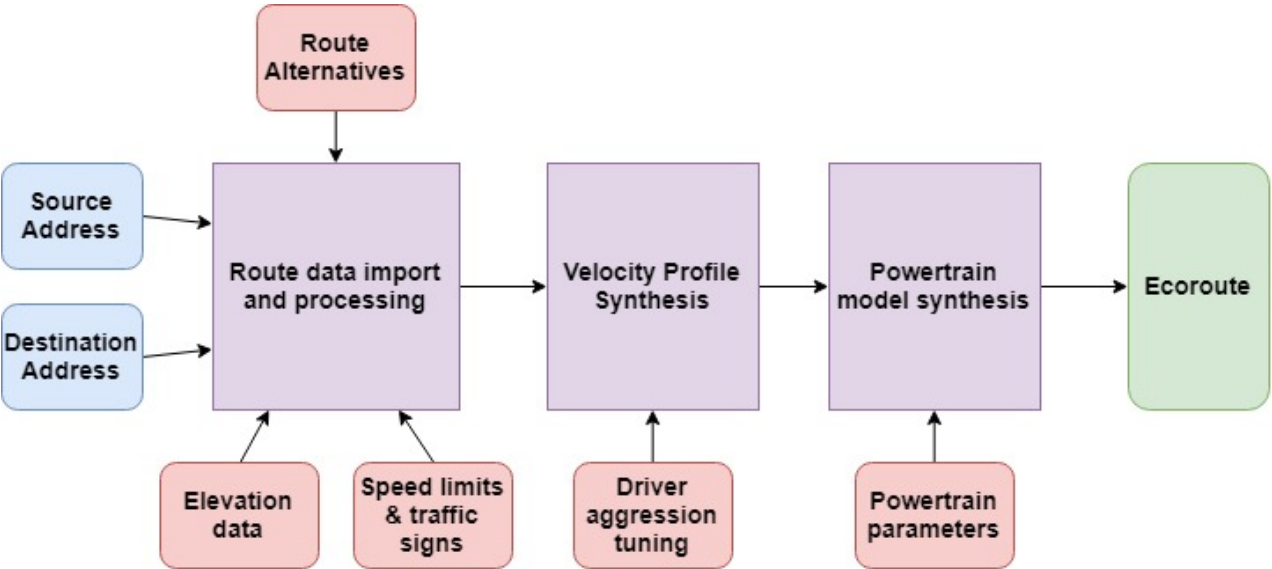 Route
Alternatives
Source
Address
Destination
Address
Route data import
and processing
Velocity Profile
Synthesis
Powertrain
model synthesis
Ecoroute
Elevation
data
Speed limits
& traffic
signs
Driver
aggression
tuning
Powertrain
parameters